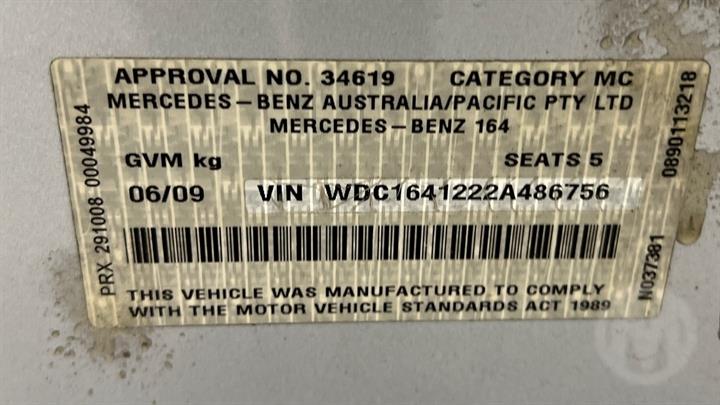 APPROVAL NO. 34619 CATEGORY MC
MERCEDES-BENZ AUSTRALIA/PACIFIC PTY LTD
MERCEDES-BENZ 164
GVM kg SEATS 5
06/09 VIN WDC1641222A486756
THIS VEHICLE WAS MANUFACTURED TO COMPLY
WITH THE MOTOR VEHICLE STANDARDS ACT 1989
PRX 291008 00049984
N037381 0890113218